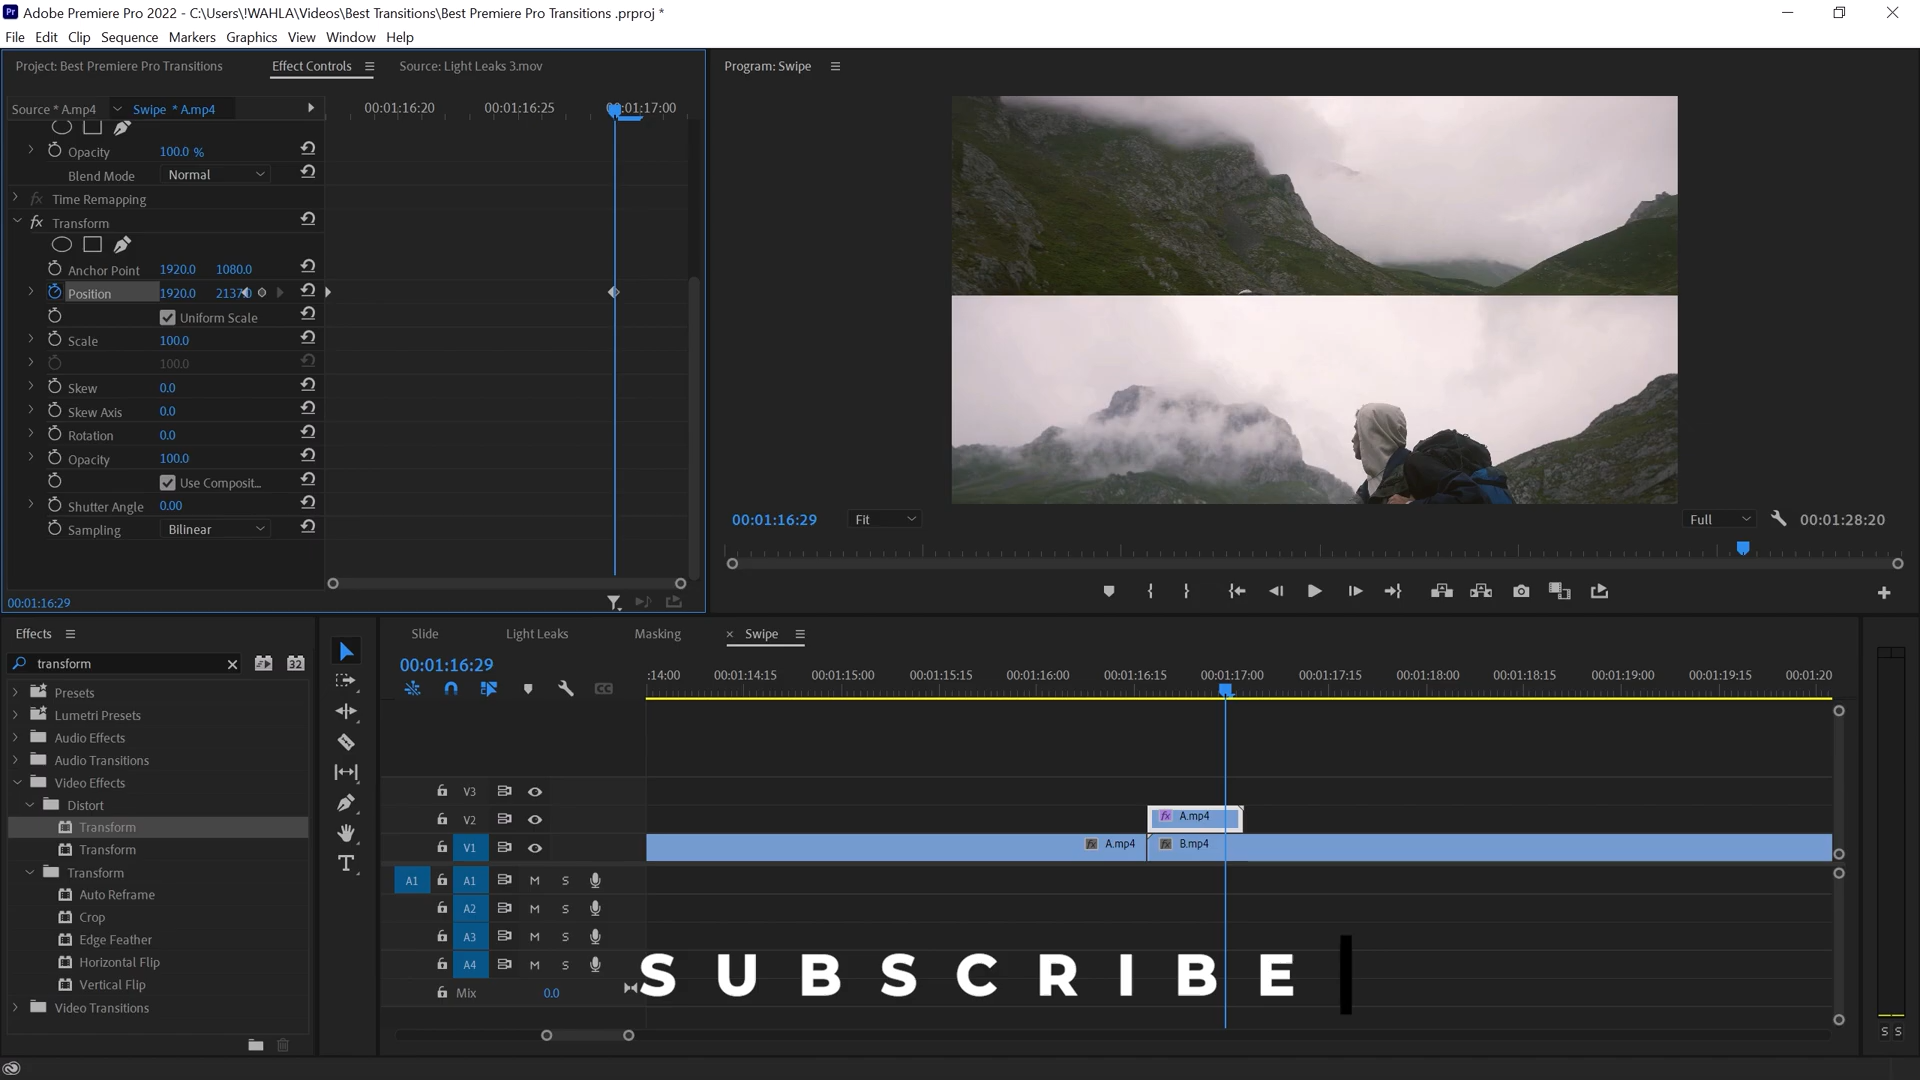 Adobe Premiere Pro 2022 - C:\Users\!WAHLA\Videos\Best Transitions\Best Premiere Pro Transitions .prproj *
File Edit Clip Sequence Markers Graphics View Window Help
Project: Best Premiere Pro Transitions Effect Controls Source: Light Leaks 3.mov
Source * A.mp4 Swipe * A.mp4 00:01:16:20 00:01:16:25 00:01:17:00
Opacity 100.0 %
Blend Mode Normal
fx Time Remapping
fx Transform
Anchor Point 1920.0 1080.0
Position 1920.0 2137.0
Uniform Scale
Scale 100.0
100.0
Skew 0.0
Skew Axis 0.0
Rotation 0.0
Opacity 100.0
Use Composit...
Shutter Angle 0.00
Sampling Bilinear
00:01:16:29
Program: Swipe
00:01:16:29 Fit Full 00:01:28:20
Effects
transform 32
Presets
Lumetri Presets
Audio Effects
Audio Transitions
Video Effects
Distort
Transform
Transform
Transform
Auto Reframe
Crop
Edge Feather
Horizontal Flip
Vertical Flip
Video Transitions
Slide Light Leaks Masking × Swipe
00:01:16:29
:14:00 00:01:14:15 00:01:15:00 00:01:15:15 00:01:16:00 00:01:16:15 00:01:17:00 00:01:17:15 00:01:18:00 00:01:18:15 00:01:19:00 00:01:19:15 00:01:20
V3
V2 fx A.mp4
V1 fx A.mp4 fx B.mp4
A1 A1 M S
A2 M S
A3 M S
A4 M S
Mix 0.0
SUBSCRIBE
S S